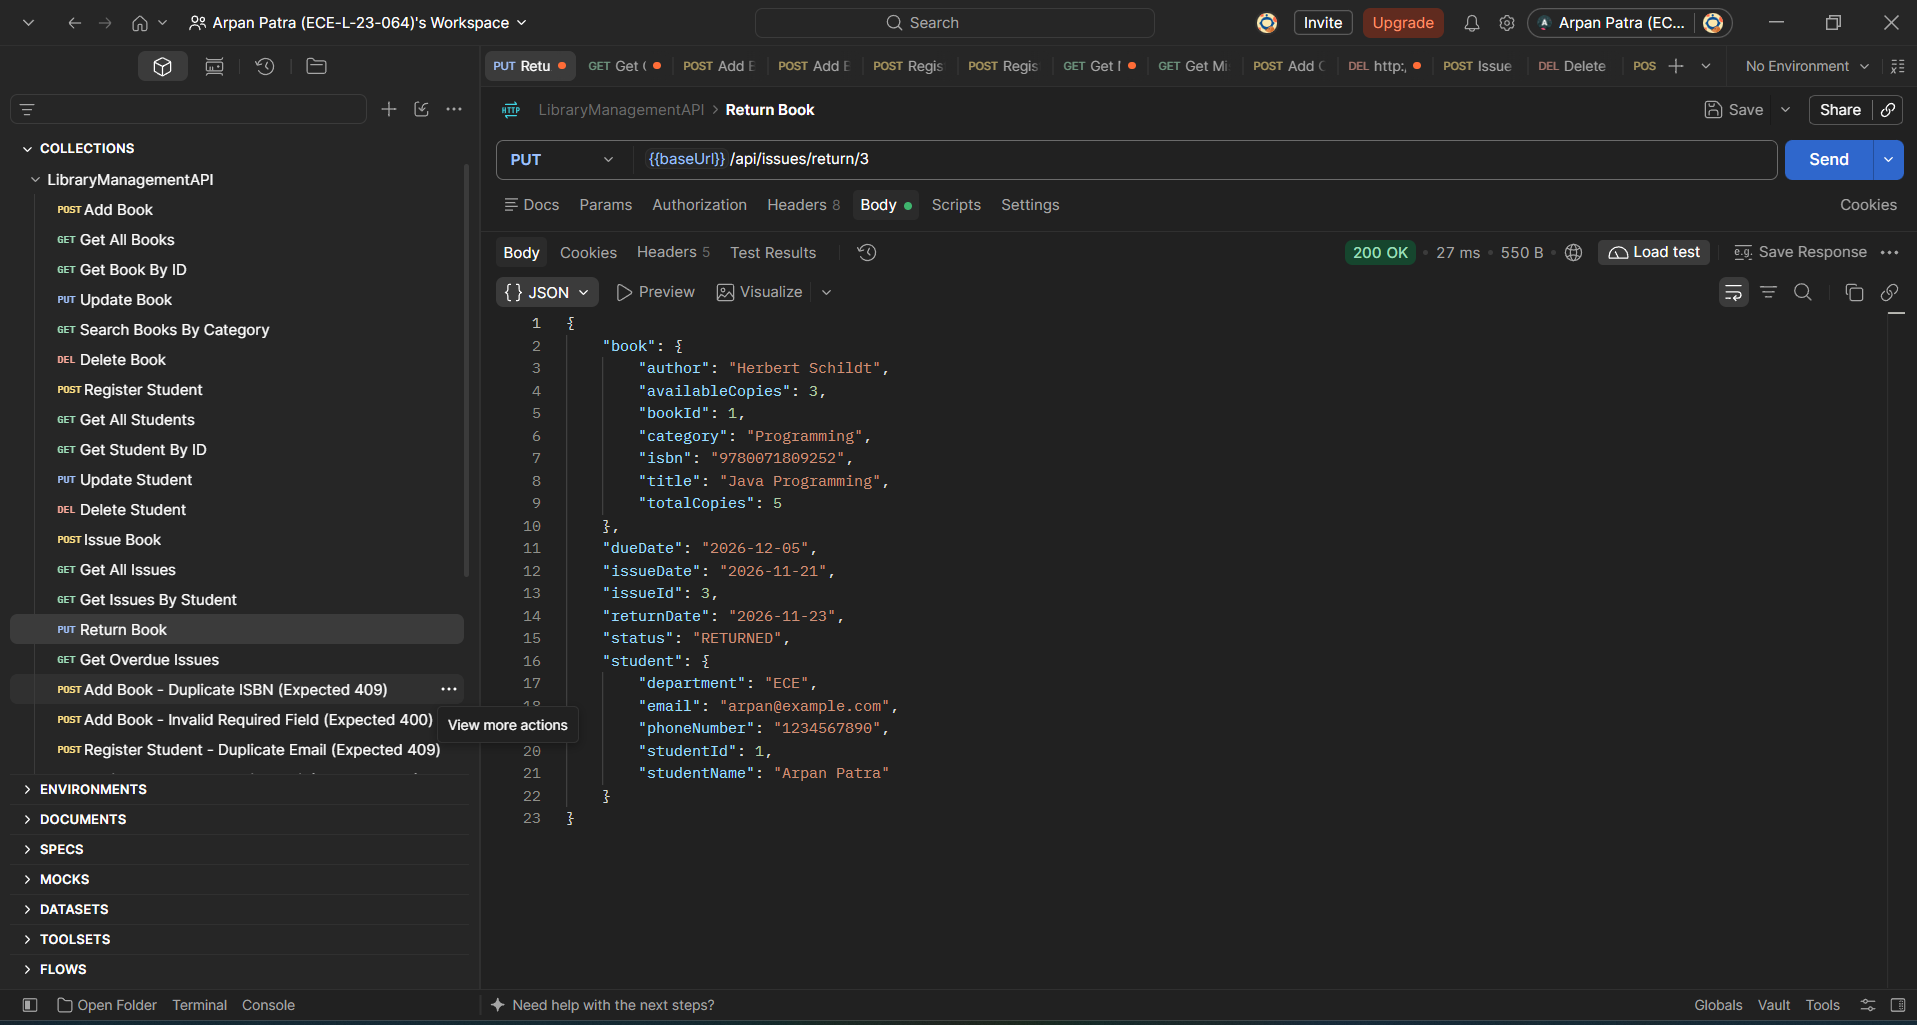 Arpan Patra (ECE-L-23-064)'s Workspace
Search
Invite
Upgrade
Arpan Patra (EC...
PUT Retu
GET Get
POST Add
POST Add
POST Regis
POST Regis
GET Get
GET Get Mi
POST Add
DEL http:
POST Issue
DEL Delete
POS
No Environment
HTTP LibraryManagementAPI > Return Book
Save
Share
COLLECTIONS
LibraryManagementAPI
POST Add Book
GET Get All Books
GET Get Book By ID
PUT Update Book
GET Search Books By Category
DEL Delete Book
POST Register Student
GET Get All Students
GET Get Student By ID
PUT Update Student
DEL Delete Student
POST Issue Book
GET Get All Issues
GET Get Issues By Student
PUT Return Book
GET Get Overdue Issues
POST Add Book - Duplicate ISBN (Expected 409)
POST Add Book - Invalid Required Field (Expected 400)
POST Register Student - Duplicate Email (Expected 409)
View more actions
ENVIRONMENTS
DOCUMENTS
SPECS
MOCKS
DATASETS
TOOLSETS
FLOWS
PUT
{{baseUrl}} /api/issues/return/3
Send
Docs Params Authorization Headers 8 Body Scripts Settings
Cookies
Body Cookies Headers 5 Test Results
200 OK • 27 ms • 550 B
Load test
e.g. Save Response
{} JSON
Preview
Visualize
1 {
2 "book": {
3 "author": "Herbert Schildt",
4 "availableCopies": 3,
5 "bookId": 1,
6 "category": "Programming",
7 "isbn": "9780071809252",
8 "title": "Java Programming",
9 "totalCopies": 5
10 },
11 "dueDate": "2026-12-05",
12 "issueDate": "2026-11-21",
13 "issueId": 3,
14 "returnDate": "2026-11-23",
15 "status": "RETURNED",
16 "student": {
17 "department": "ECE",
18 "email": "arpan@example.com",
"phoneNumber": "1234567890",
20 "studentId": 1,
21 "studentName": "Arpan Patra"
22 }
23 }
Open Folder
Terminal
Console
Need help with the next steps?
Globals
Vault
Tools